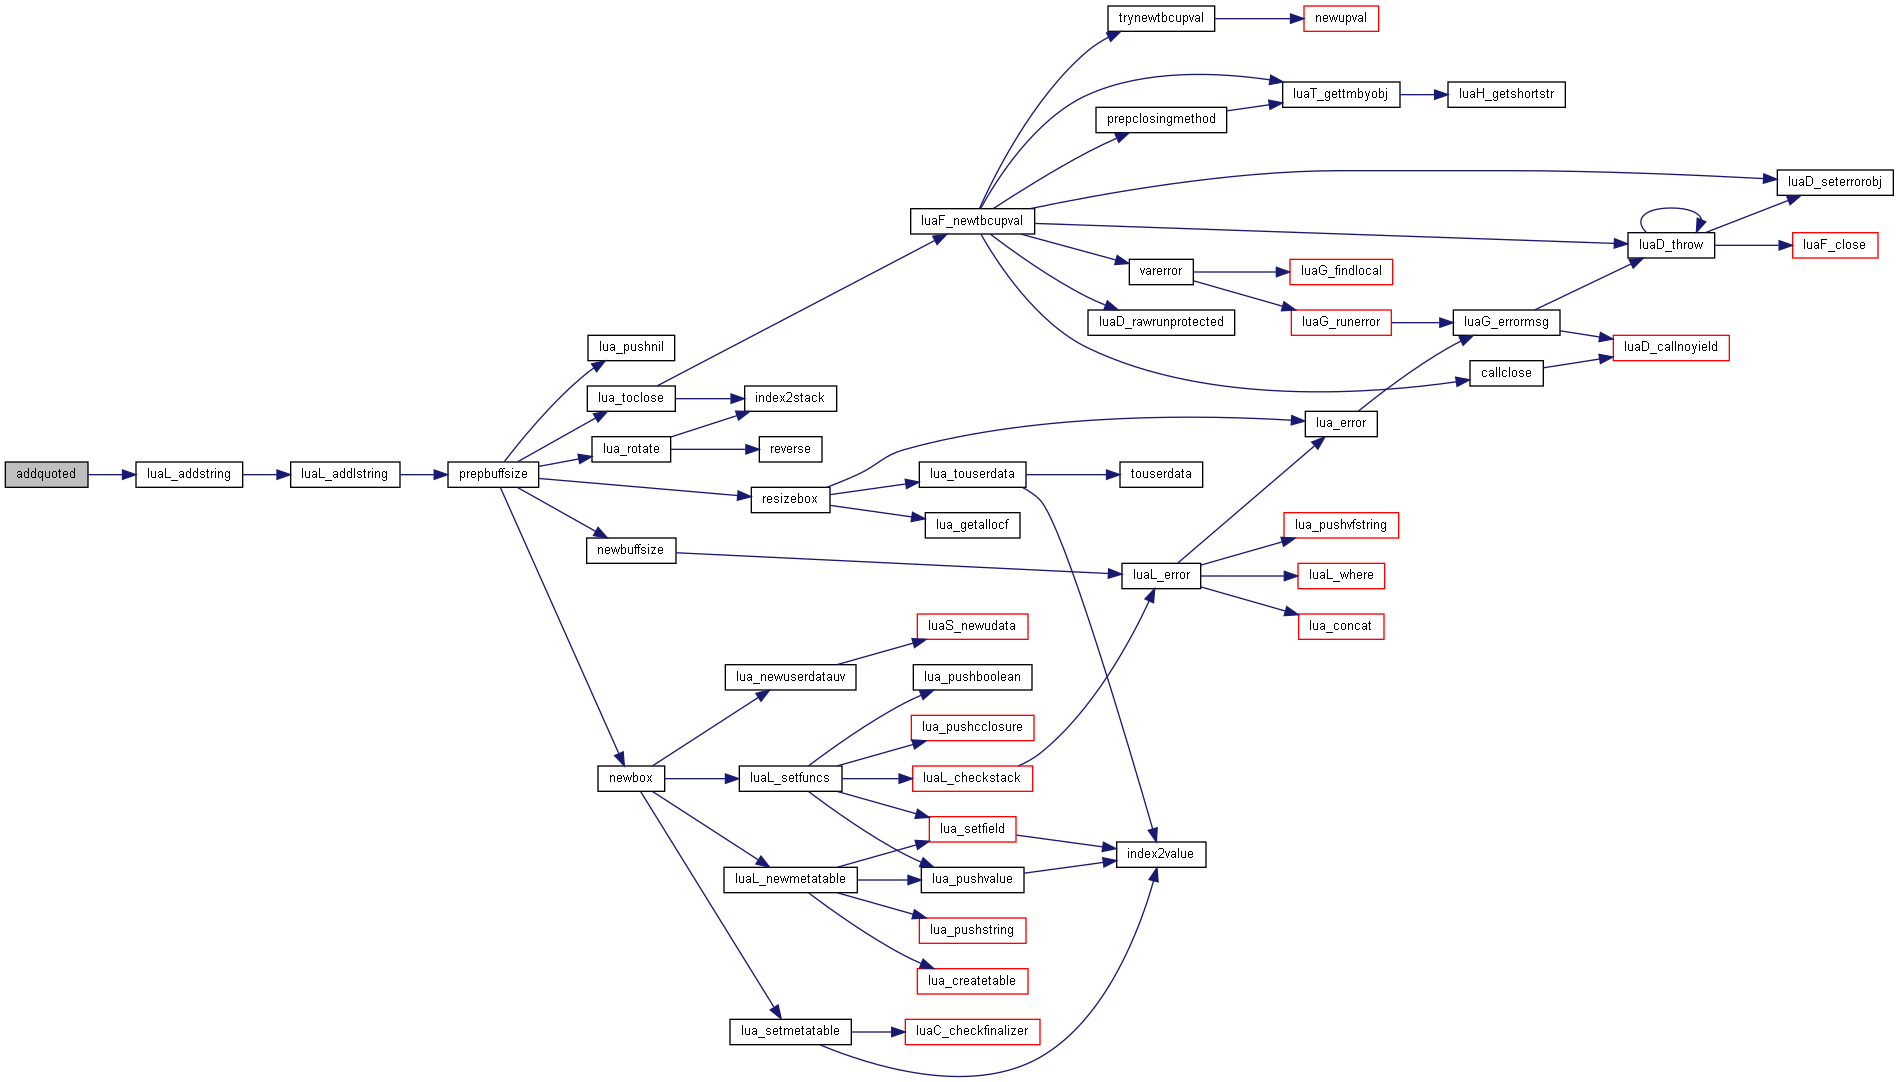 trynewtbcupval
newupval
luaT_gettmbyobj
luaH_getshortstr
prepclosingmethod
luaD_seterrorobj
luaF_newtbcupval
luaD_throw
luaF_close
varerror
luaG_findlocal
luaD_rawrunprotected
luaG_runerror
luaG_errormsg
luaD_callnoyield
lua_pushnil
callclose
lua_toclose
index2stack
lua_error
lua_rotate
reverse
addquoted
luaL_addstring
luaL_addlstring
prepbuffsize
lua_touserdata
touserdata
resizebox
lua_getallocf
lua_pushvfstring
newbuffsize
luaL_error
luaL_where
luaS_newudata
lua_concat
lua_newuserdatauv
lua_pushboolean
lua_pushcclosure
newbox
luaL_setfuncs
luaL_checkstack
lua_setfield
index2value
luaL_newmetatable
lua_pushvalue
lua_pushstring
lua_createtable
lua_setmetatable
luaC_checkfinalizer